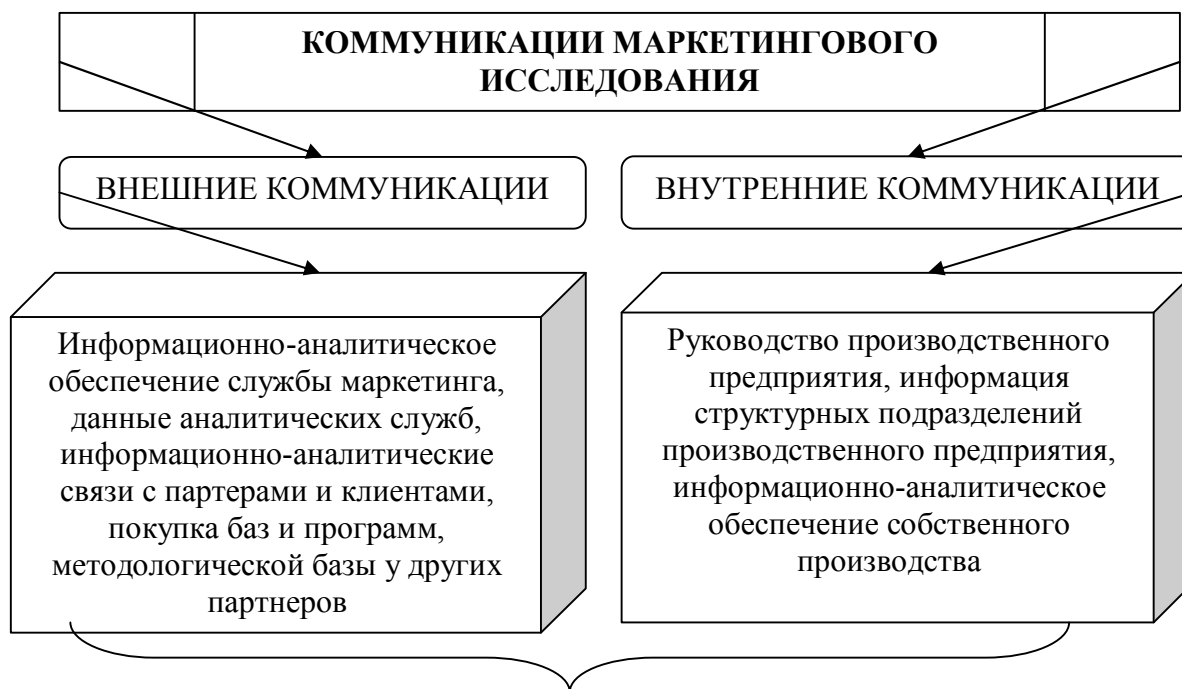 КОММУНИКАЦИИ МАРКЕТИНГОВОГО
ИССЛЕДОВАНИЯ
ВНЕШНИЕ КОММУНИКАЦИИ
ВНУТРЕННИЕ КОММУНИКАЦИИ
Информационно-аналитическое
обеспечение службы маркетинга,
данные аналитических служб,
информационно-аналитические
связи с партерами и клиентами,
покупка баз и программ,
методологической базы у других
партнеров
Руководство производственного
предприятия, информация
структурных подразделений
производственного предприятия,
информационно-аналитическое
обеспечение собственного
производства